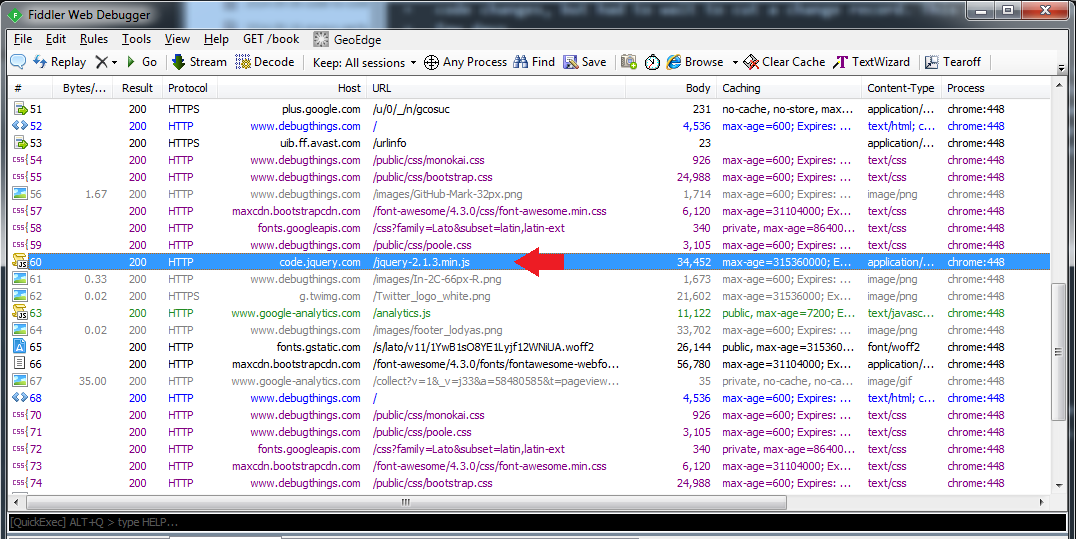 Fiddler Web Debugger
File Edit Rules Tools View Help GET /book GeoEdge
Replay Go Stream Decode Keep: All sessions Any Process Find Save Browse Clear Cache TextWizard Tearoff
# Bytes/... Result Protocol Host URL Body Caching Content-Type Process
51 200 HTTPS plus.google.com /u/0/_/n/gcosuc 231 no-cache, no-store, max... application/... chrome:448
52 200 HTTP www.debugthings.com / 4,536 max-age=600; Expires: ... text/html; c... chrome:448
53 200 HTTPS uib.ff.avast.com /urlinfo 23 application/... chrome:448
54 200 HTTP www.debugthings.com /public/css/monokai.css 926 max-age=600; Expires: ... text/css chrome:448
55 200 HTTP www.debugthings.com /public/css/bootstrap.css 24,988 max-age=600; Expires: ... text/css chrome:448
56 1.67 200 HTTP www.debugthings.com /images/GitHub-Mark-32px.png 1,714 max-age=600; Expires: ... image/png chrome:448
57 200 HTTP maxcdn.bootstrapcdn.com /font-awesome/4.3.0/css/font-awesome.min.css 6,120 max-age=31104000; Ex... text/css chrome:448
58 200 HTTP fonts.googleapis.com /css?family=Lato&subset=latin,latin-ext 340 private, max-age=86400... text/css chrome:448
59 200 HTTP www.debugthings.com /public/css/poole.css 3,105 max-age=600; Expires: ... text/css chrome:448
60 200 HTTP code.jquery.com /jquery-2.1.3.min.js 34,452 max-age=315360000; E... application/... chrome:448
61 0.33 200 HTTP www.debugthings.com /images/In-2C-66px-R.png 1,673 max-age=600; Expires: ... image/png chrome:448
62 0.02 200 HTTPS g.twimg.com /Twitter_logo_white.png 21,602 max-age=31536000; Ex... image/png chrome:448
63 200 HTTP www.google-analytics.com /analytics.js 11,122 public, max-age=7200; E... text/javasc... chrome:448
64 0.02 200 HTTP www.debugthings.com /images/footer_lodyas.png 33,702 max-age=600; Expires: ... image/png chrome:448
65 200 HTTP fonts.gstatic.com /s/lato/v11/1YwB1sO8YE1Lyjf12WNiUA.woff2 26,144 public, max-age=315360... font/woff2 chrome:448
66 200 HTTP maxcdn.bootstrapcdn.com /font-awesome/4.3.0/fonts/fontawesome-webfo... 56,780 max-age=31104000; Ex... application/... chrome:448
67 35.00 200 HTTP www.google-analytics.com /collect?v=1&_v=j33&a=58480585&t=pageview... 35 private, no-cache, no-ca... image/gif chrome:448
68 200 HTTP www.debugthings.com / 4,536 max-age=600; Expires: ... text/html; c... chrome:448
70 200 HTTP www.debugthings.com /public/css/monokai.css 926 max-age=600; Expires: ... text/css chrome:448
71 200 HTTP www.debugthings.com /public/css/poole.css 3,105 max-age=600; Expires: ... text/css chrome:448
72 200 HTTP fonts.googleapis.com /css?family=Lato&subset=latin,latin-ext 340 private, max-age=86400... text/css chrome:448
73 200 HTTP maxcdn.bootstrapcdn.com /font-awesome/4.3.0/css/font-awesome.min.css 6,120 max-age=31104000; Ex... text/css chrome:448
74 200 HTTP www.debugthings.com /public/css/bootstrap.css 24,988 max-age=600; Expires: ... text/css chrome:448
[QuickExec] ALT+Q > type HELP...